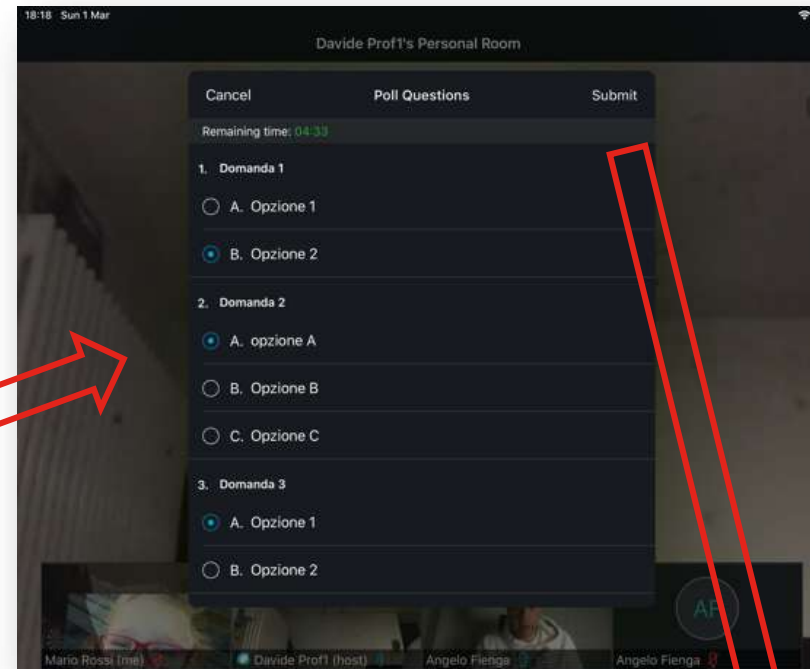 18:18 Sun 1 Mar
Davide Prof1's Personal Room
Cancel Poll Questions Submit
Remaining time: 04:33
1. Domanda 1
A. Opzione 1
B. Opzione 2
2. Domanda 2
A. opzione A
B. Opzione B
C. Opzione C
3. Domanda 3
A. Opzione 1
B. Opzione 2
AF
Mario Rossi (me) Davide Prof1 (host) Angelo Fienga Angelo Fienga